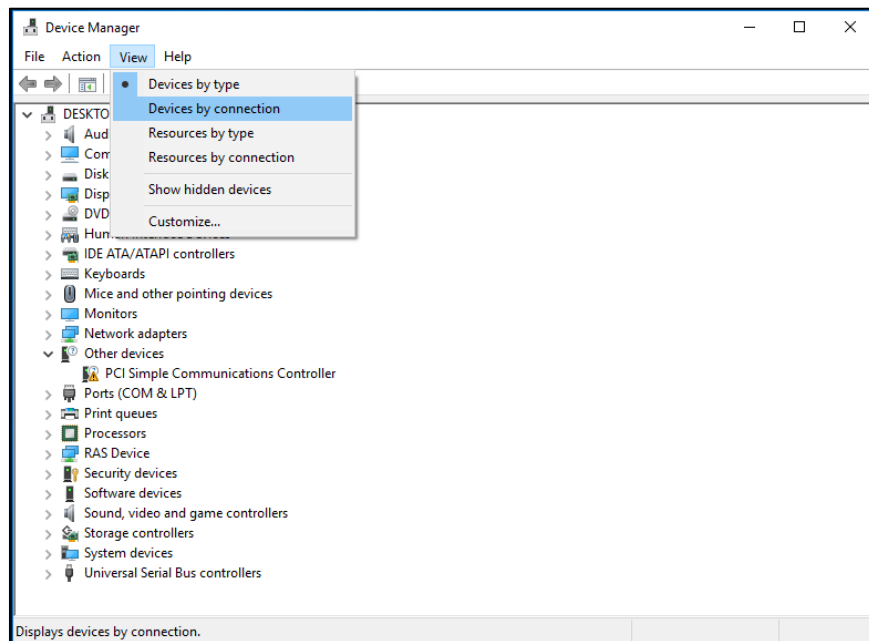 Device Manager
File Action View Help
Devices by type
Devices by connection
Resources by type
Resources by connection
Show hidden devices
Customize...
DESKTO
Aud
Com
Disk
Disp
DVD
IDE ATA/ATAPI controllers
Keyboards
Mice and other pointing devices
Monitors
Network adapters
Other devices
PCI Simple Communications Controller
Ports (COM & LPT)
Print queues
Processors
RAS Device
Security devices
Software devices
Sound, video and game controllers
Storage controllers
System devices
Universal Serial Bus controllers
Displays devices by connection.